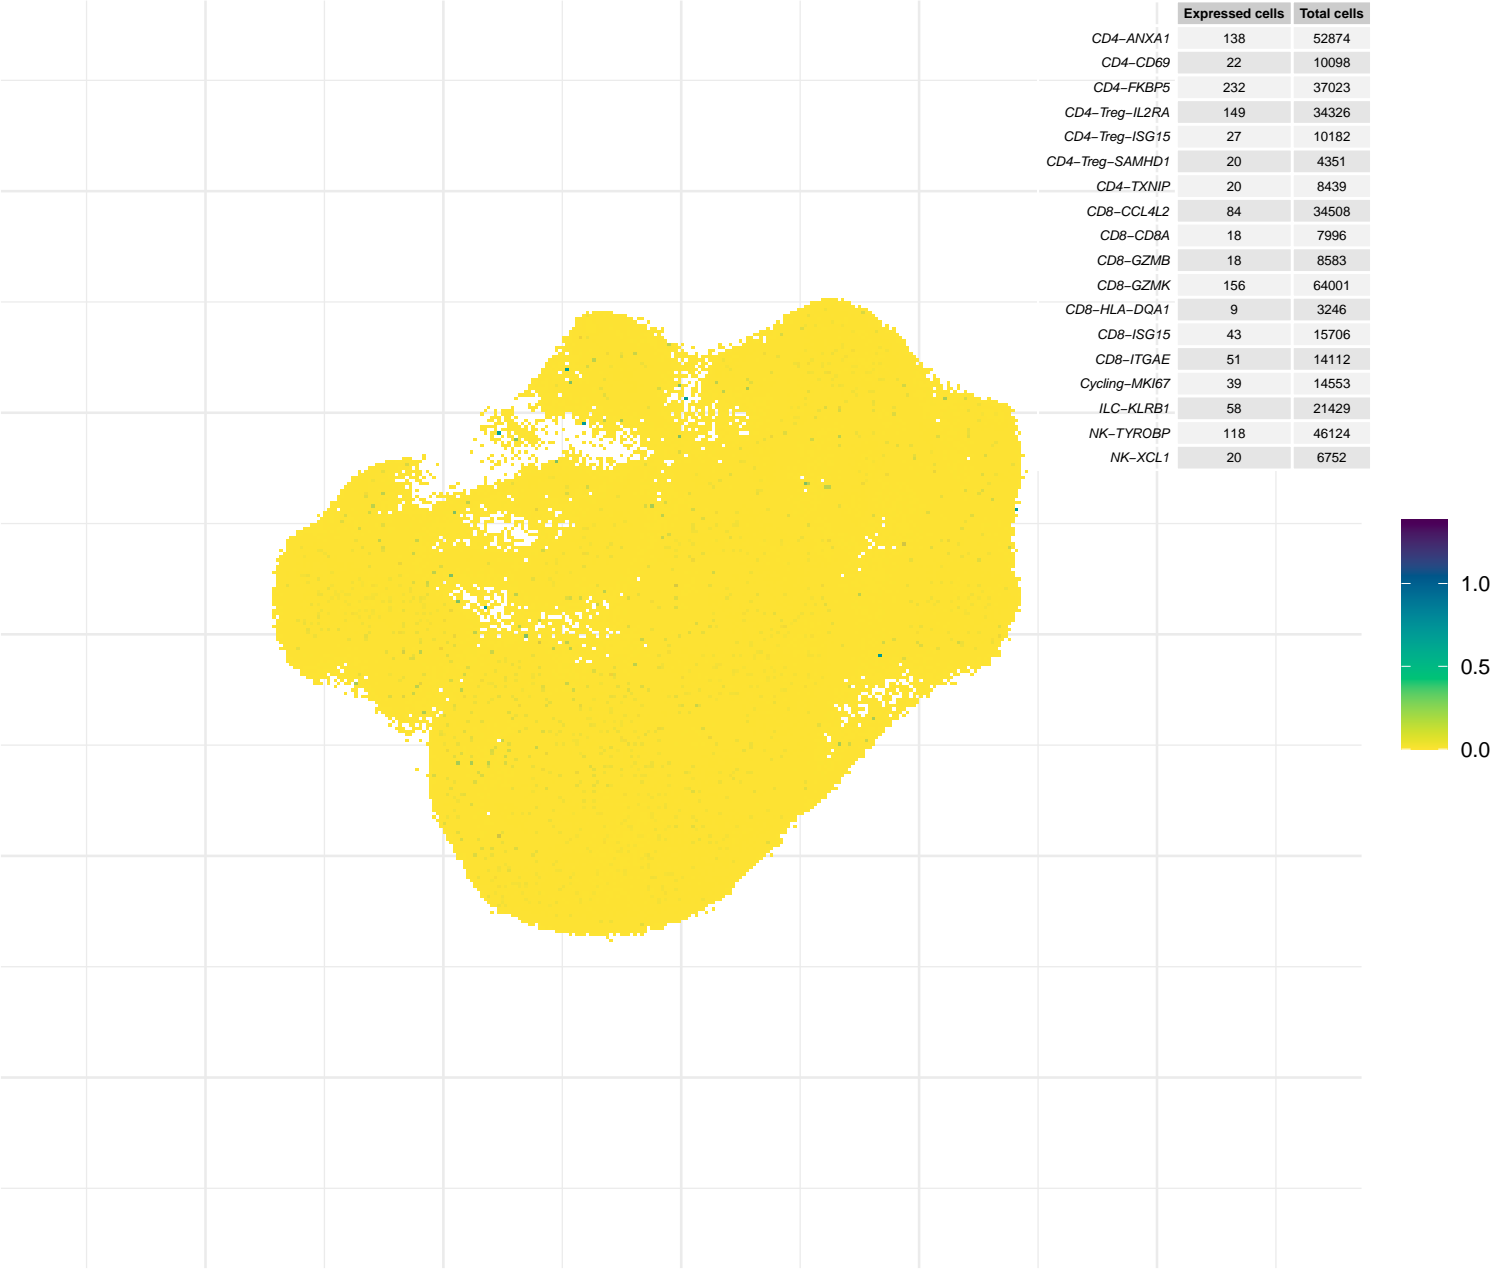 Expressed cells Total cells
CD4−ANXA1 138 52874
CD4−CD69 22 10098
CD4−FKBP5 232 37023
CD4−Treg−IL2RA 149 34326
CD4−Treg−ISG15 27 10182
CD4−Treg−SAMHD1 20 4351
CD4−TXNIP 20 8439
CD8−CCL4L2 84 34508
CD8−CD8A 18 7996
CD8−GZMB 18 8583
CD8−GZMK 156 64001
CD8−HLA−DQA1 9 3246
CD8−ISG15 43 15706
CD8−ITGAE 51 14112
Cycling−MKI67 39 14553
ILC−KLRB1 58 21429
NK−TYROBP 118 46124
NK−XCL1 20 6752
1.0
0.5
0.0